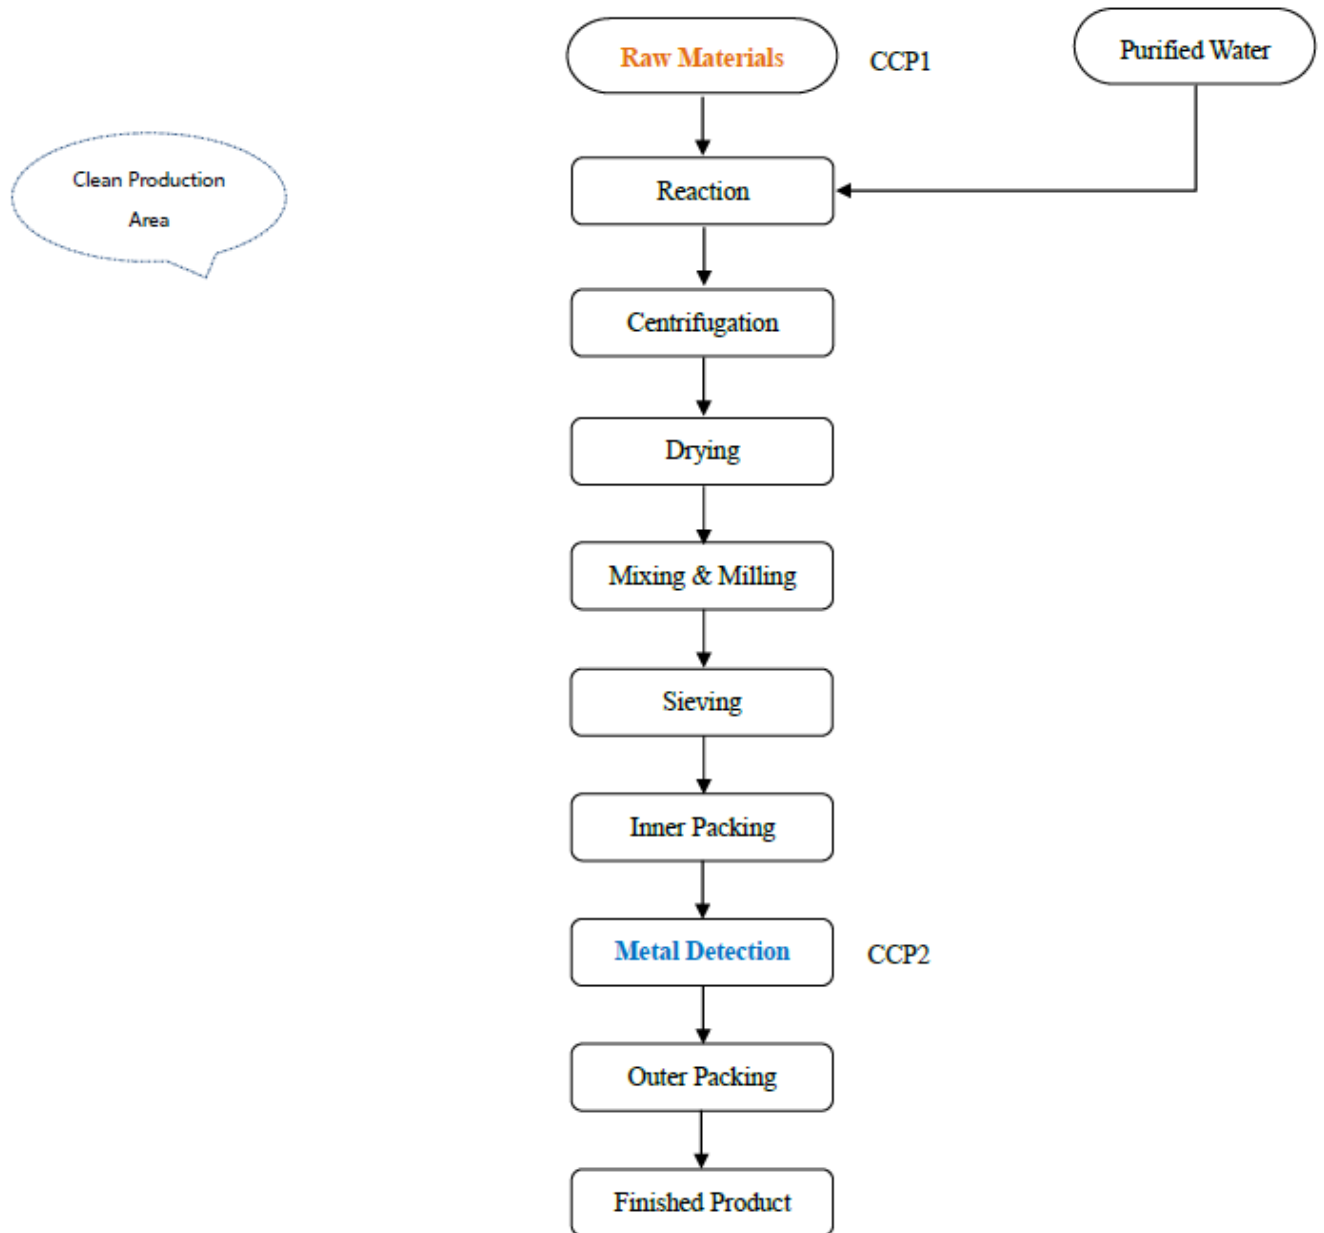 Raw Materials
CCP1
Purified Water
Clean Production
Area
Reaction
Centrifugation
Drying
Mixing & Milling
Sieving
Inner Packing
Metal Detection
CCP2
Outer Packing
Finished Product